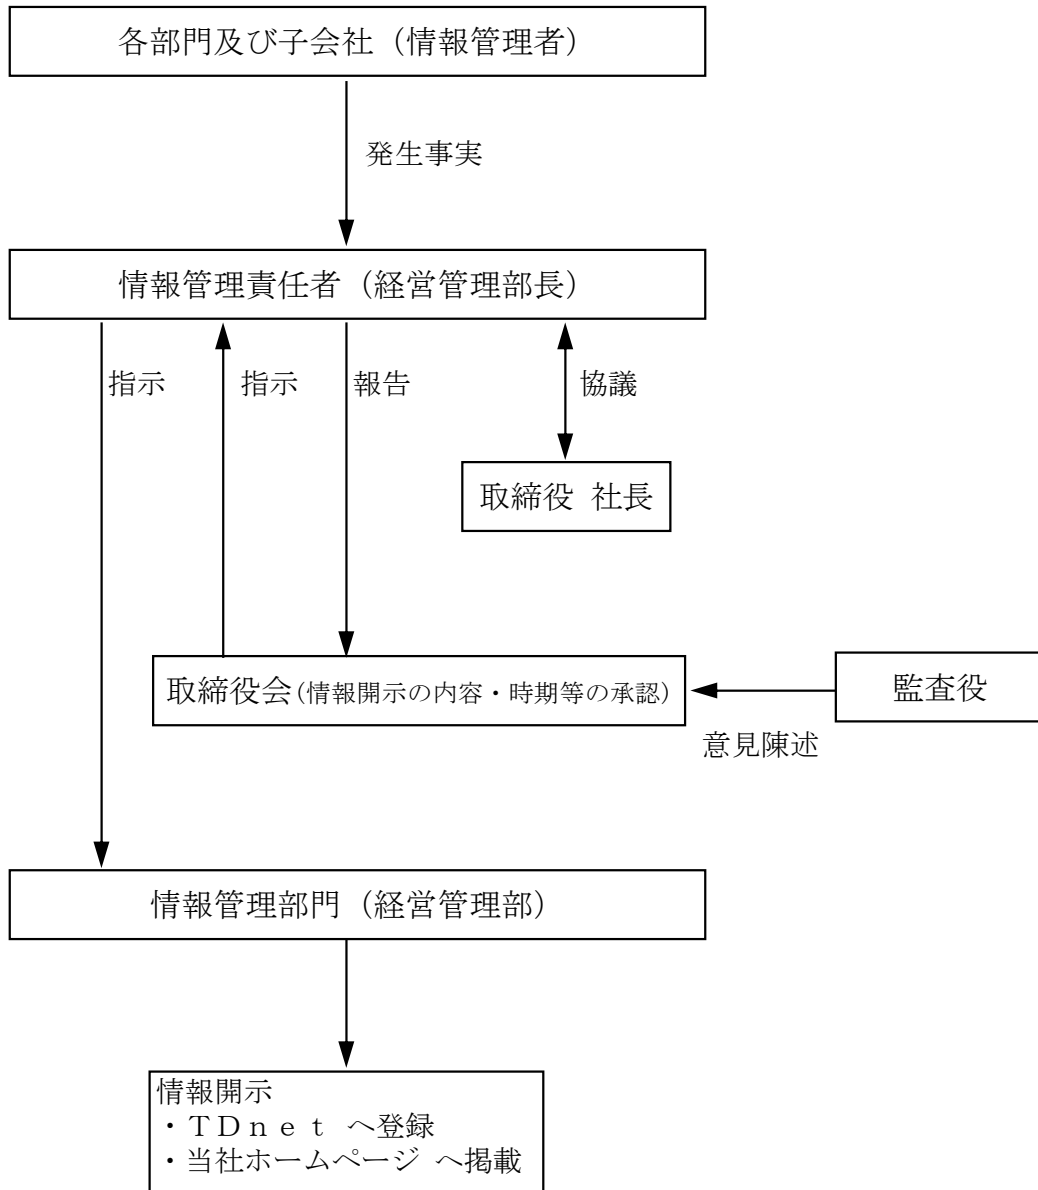 各部門及び子会社（情報管理者）
発生事実
情報管理責任者（経営管理部長）
指示
指示
報告
協議
取締役 社長
取締役会（情報開示の内容・時期等の承認）
監査役
意見陳述
情報管理部門（経営管理部）
情報開示
・ＴＤｎｅｔ へ登録
・当社ホームページ へ掲載